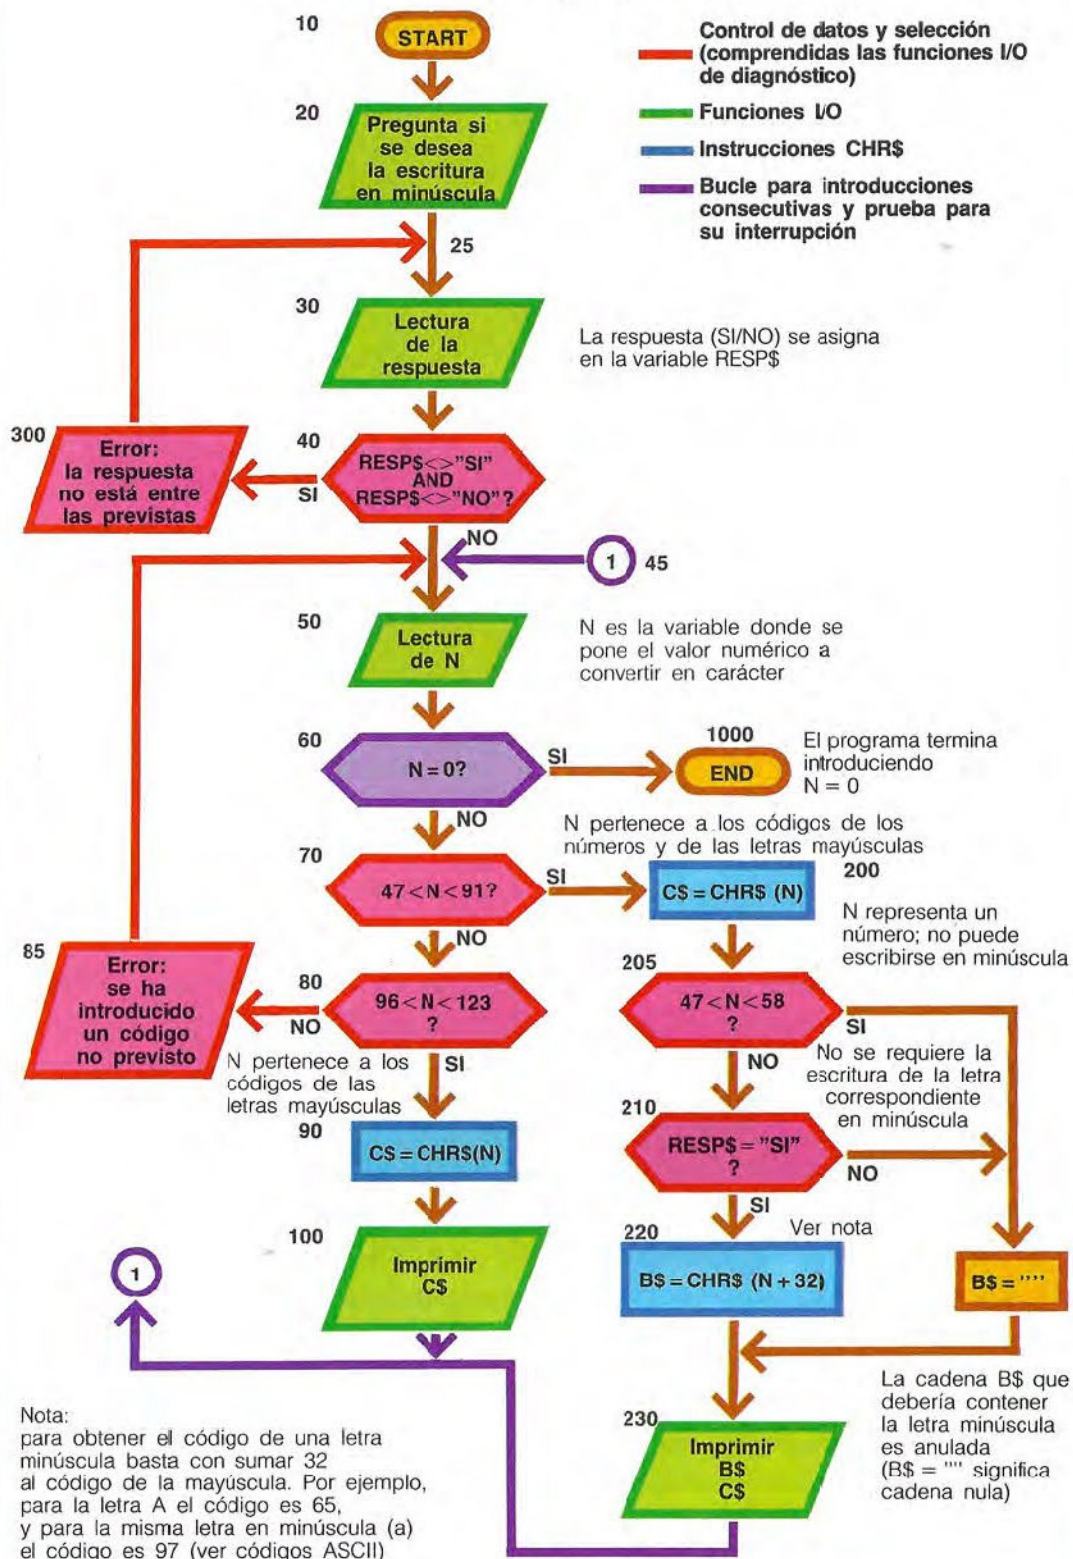 10
START
Control de datos y selección
(comprendidas las funciones I/O
de diagnóstico)
Funciones I/O
Instrucciones CHR$
Bucle para introducciones
consecutivas y prueba para
su interrupción
20
Pregunta si
se desea
la escritura
en minúscula
25
30
Lectura
de la
respuesta
La respuesta (SI/NO) se asigna
en la variable RESP$
300
Error:
la respuesta
no está entre
las previstas
SI
40
RESP$<>"SI"
AND
RESP$<>"NO"?
NO
1
45
50
Lectura
de N
N es la variable donde se
pone el valor numérico a
convertir en carácter
60
N = 0?
SI
1000
END
El programa termina
introduciendo
N = 0
NO
70
47 < N < 91?
SI
N pertenece a los códigos de los
números y de las letras mayúsculas
C$ = CHR$ (N)
200
NO
N representa un
número; no puede
escribirse en minúscula
85
Error:
se ha
introducido
un código
no previsto
80
NO
96 < N < 123
?
SI
205
47 < N < 58
?
SI
NO
N pertenece a los
códigos de las
letras mayúsculas
No se requiere la
escritura de la letra
correspondiente
en minúscula
90
C$ = CHR$(N)
210
RESP$ = "SI"
?
NO
SI
100
Imprimir
C$
220
Ver nota
B$ = CHR$ (N + 32)
B$ = ""
1
La cadena B$ que
debería contener
la letra minúscula
es anulada
(B$ = "" significa
cadena nula)
230
Imprimir
B$
C$
Nota:
para obtener el código de una letra
minúscula basta con sumar 32
al código de la mayúscula. Por ejemplo,
para la letra A el código es 65,
y para la misma letra en minúscula (a)
el código es 97 (ver códigos ASCII)